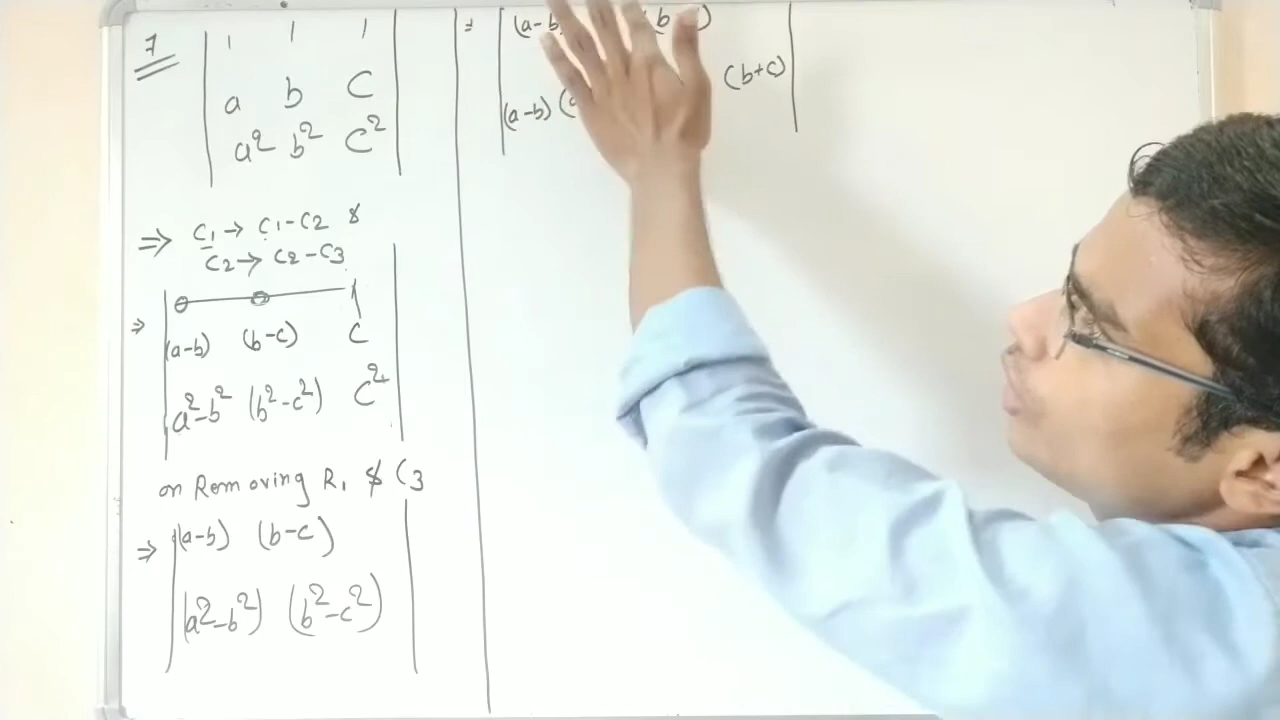 7
1 1 1
a b c
a² b² c²
⇒ C₁ → C₁-C₂ &
C₂ → C₂-C₃
⇒ 0 0 1
(a-b) (b-c) c
a²-b² (b²-c²) c²
on Removing R₁ & C₃
⇒ (a-b) (b-c)
(a²-b²) (b²-c²)
= (a-b
(a-b) (b+c)